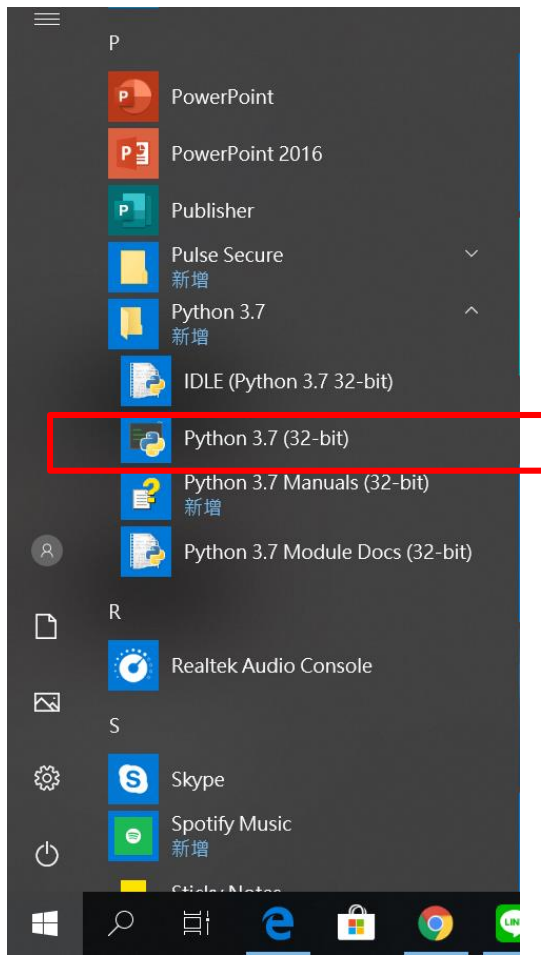 P
PowerPoint
PowerPoint 2016
Publisher
Pulse Secure
新增
Python 3.7
新增
IDLE (Python 3.7 32-bit)
Python 3.7 (32-bit)
Python 3.7 Manuals (32-bit)
新增
Python 3.7 Module Docs (32-bit)
R
Realtek Audio Console
S
Skype
Spotify Music
新增
Sticky Notes